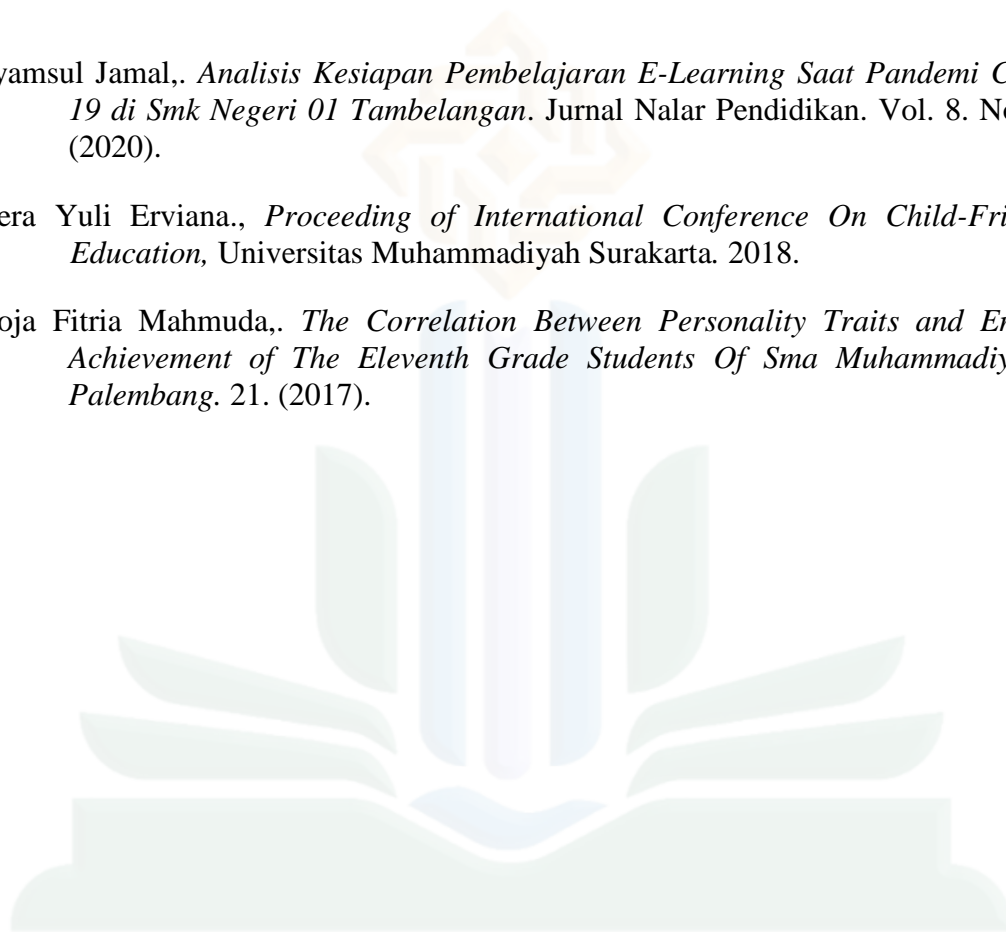 yamsul Jamal,. Analisis Kesiapan Pembelajaran E-Learning Saat Pandemi C
19 di Smk Negeri 01 Tambelangan. Jurnal Nalar Pendidikan. Vol. 8. No
(2020).
era Yuli Erviana., Proceeding of International Conference On Child-Fri
Education, Universitas Muhammadiyah Surakarta. 2018.
oja Fitria Mahmuda,. The Correlation Between Personality Traits and En
Achievement of The Eleventh Grade Students Of Sma Muhammadiy
Palembang. 21. (2017).